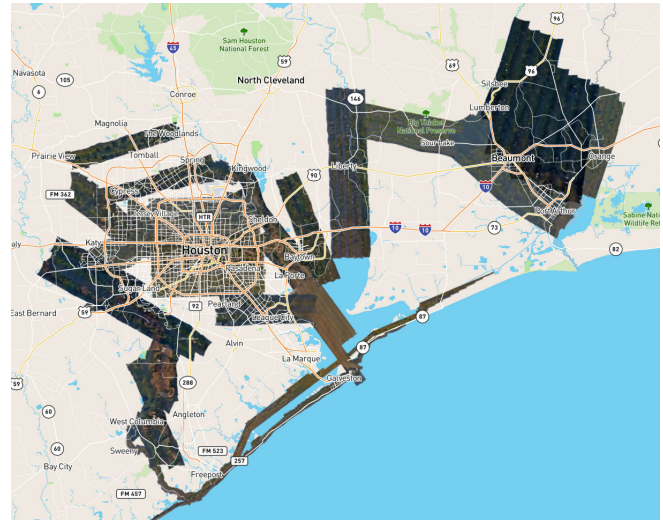 96
45
Sam Houston
National Forest
59
69
96
Navasota
105
6
North Cleveland
Silsbee
Conroe
146
Lumberton
Magnolia
The Woodlands
Big Thicket
National Preserve
Sour Lake
Prairie View
Tomball
Spring
Beaumont
Orange
Kingwood
Liberty
90
FM 362
Cypress
10
Jersey Village
HTR
Sheldon
Port Arthur
Sabine Nat
Wildlife Ref
10
10
73
Katy
Houston
82
Baytown
Pasadena
La Porte
Sugar Land
92
Pearland
59
East Bernard
League City
87
Alvin
87
La Marque
Galveston
288
59
60
West Columbia
Angleton
60
Sweeny
FM 523
257
Bay City
Freeport
FM 457